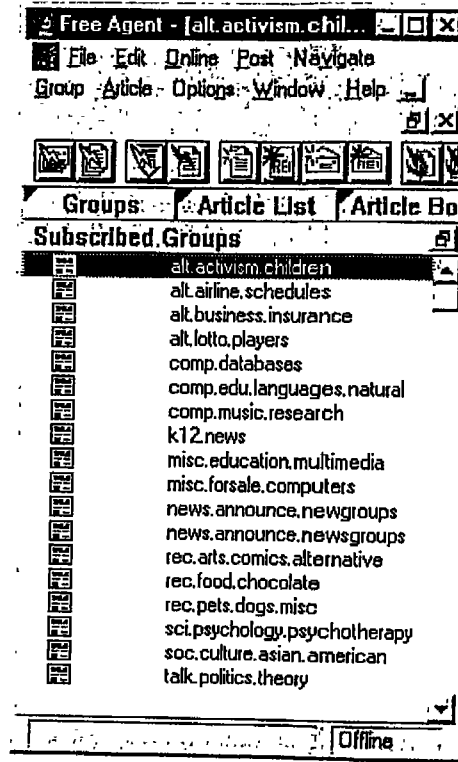 Free Agent - [alt.activism.chil...
File Edit Online Post Navigate
Group Article Options Window Help
Groups Article List Article Bo
Subscribed Groups
alt.activism.children
alt.airline.schedules
alt.business.insurance
alt.lotto.players
comp.databases
comp.edu.languages.natural
comp.music.research
k12.news
misc.education.multimedia
misc.forsale.computers
news.announce.newgroups
news.announce.newsgroups
rec.arts.comics.alternative
rec.food.chocolate
rec.pets.dogs.misc
sci.psychology.psychotherapy
soc.culture.asian.american
talk.politics.theory
Offline